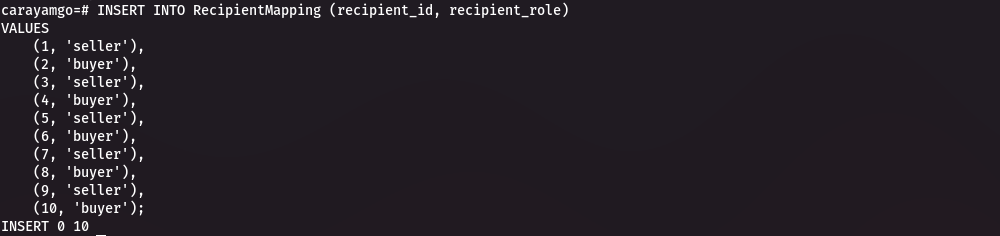 carayamgo=# INSERT INTO RecipientMapping (recipient_id, recipient_role)
VALUES
    (1, 'seller'),
    (2, 'buyer'),
    (3, 'seller'),
    (4, 'buyer'),
    (5, 'seller'),
    (6, 'buyer'),
    (7, 'seller'),
    (8, 'buyer'),
    (9, 'seller'),
    (10, 'buyer');
INSERT 0 10